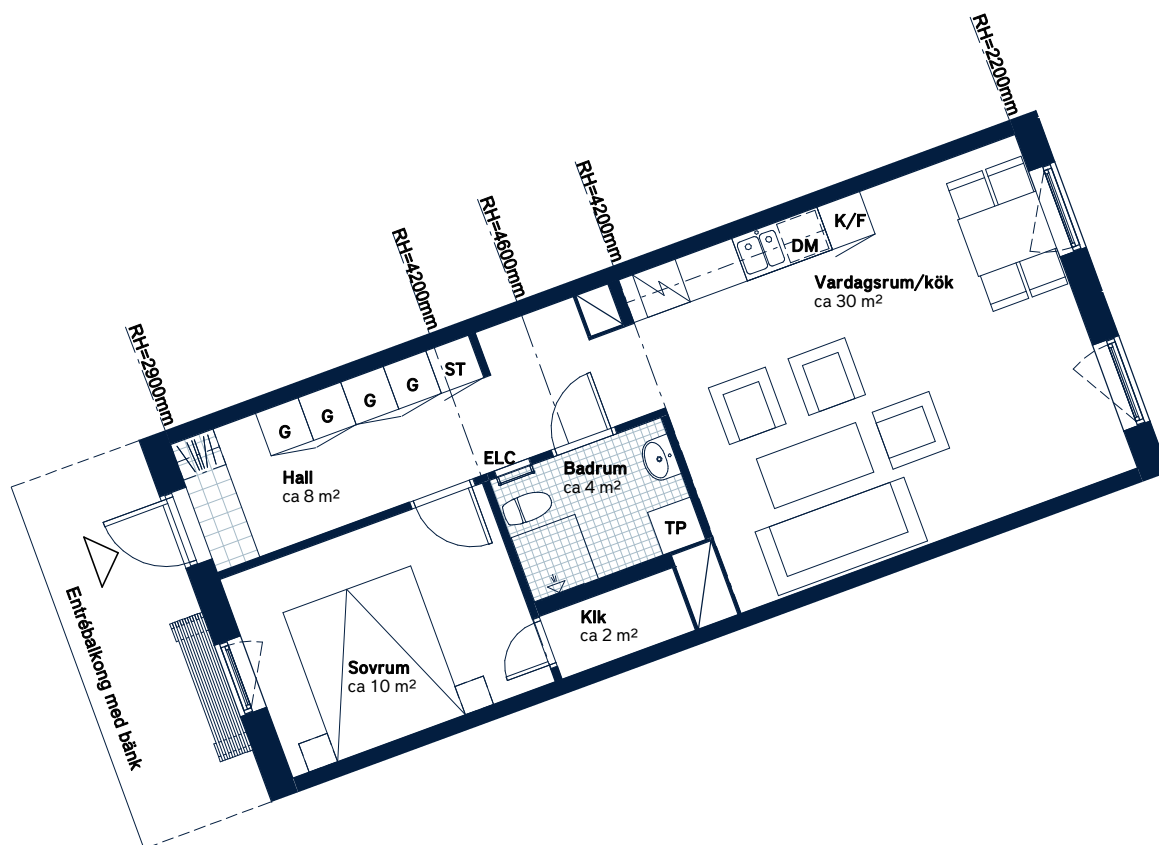 RH=2200mm
RH=4200mm
RH=4600mm
RH=4200mm
RH=2900mm
K/F
DM
Vardagsrum/kök
ca 30 m²
ST
G
G
G
G
ELC
Hall
ca 8 m²
Badrum
ca 4 m²
TP
Klk
ca 2 m²
Sovrum
ca 10 m²
Entrébalkong med bänk